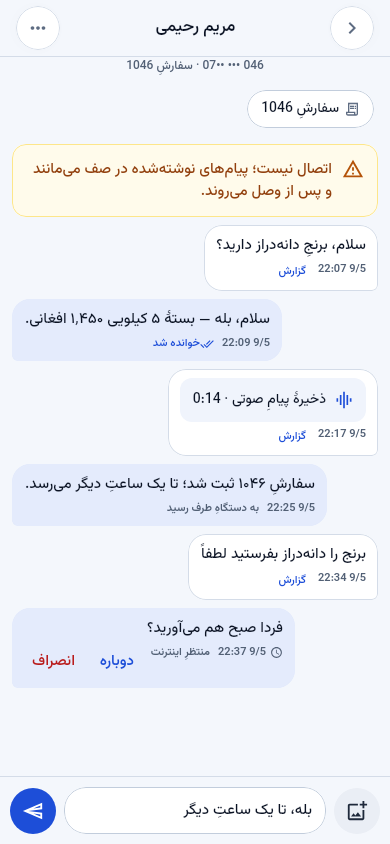 مریم رحیمی
046 ••• ••07 · سفارشِ 1046
سفارشِ 1046
اتصال نیست؛ پیام‌های نوشته‌شده در صف می‌مانند
و پس از وصل می‌روند.
سلام، برنجِ دانه‌دراز دارید؟
22:07 9/5 گزارش
سلام، بله — بستهٔ ۵ کیلویی ۱,۴۵۰ افغانی.
22:09 9/5 خوانده شد
ذخیرهٔ پیامِ صوتی · 0:14
22:17 9/5 گزارش
سفارشِ ۱۰۴۶ ثبت شد؛ تا یک ساعتِ دیگر می‌رسد.
22:25 9/5 به دستگاهِ طرف رسید
برنج را دانه‌دراز بفرستید لطفاً
22:34 9/5 گزارش
فردا صبح هم می‌آورید؟
22:37 9/5 منتظرِ اینترنت دوباره انصراف
بله، تا یک ساعتِ دیگر